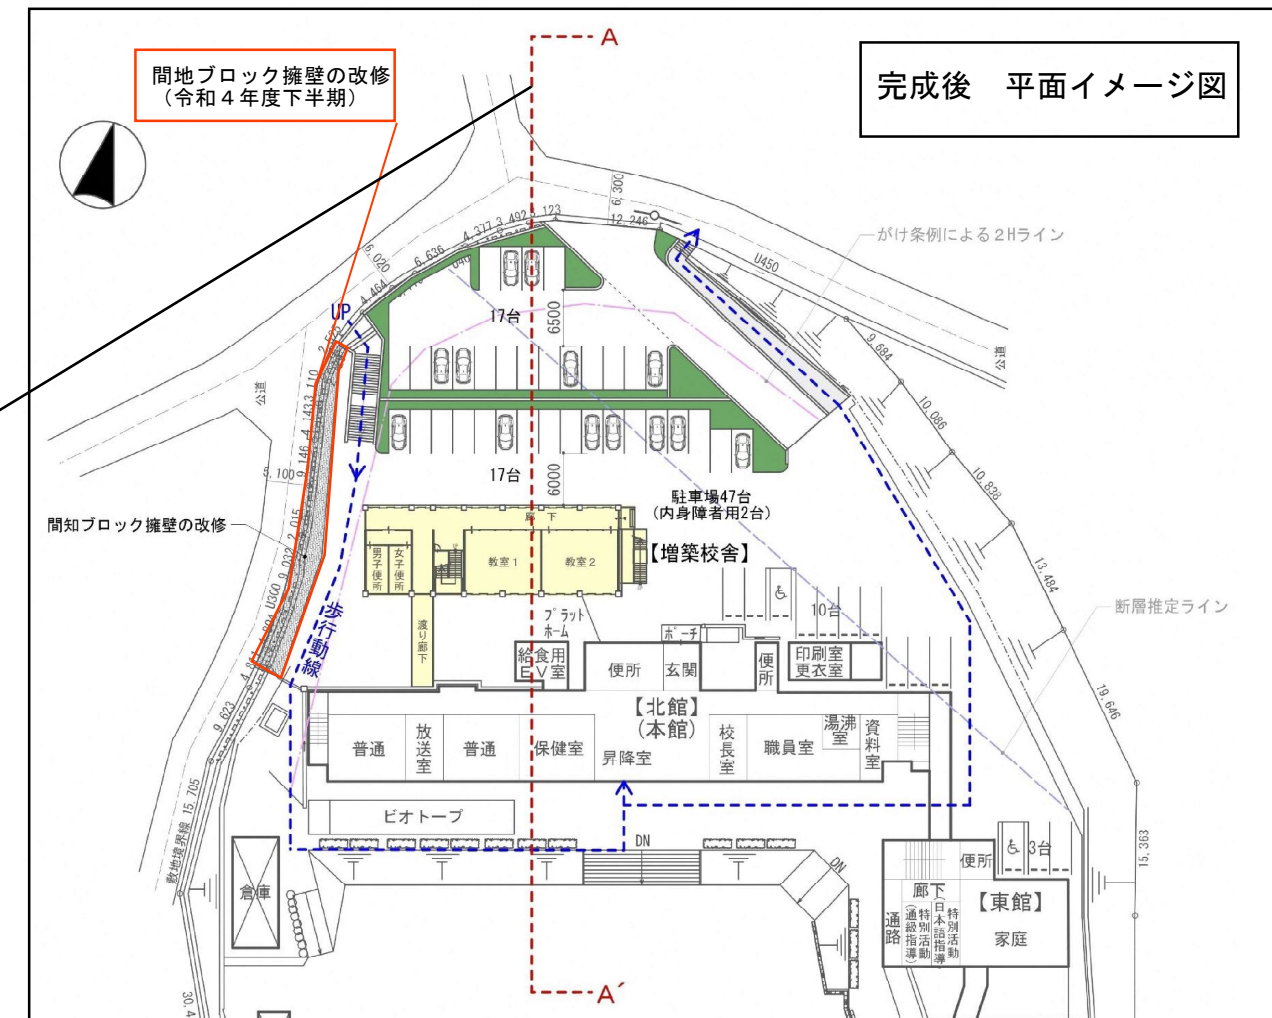 間地ブロック擁壁の改修
（令和４年度下半期）
完成後　平面イメージ図
A
6,300
12,246
123
3,492
4,377
6,636
4,464
6,020
がけ条例による２Hライン
U450
公道
UP
17台
6500
9,684
10,086
10,838
13,484
19,646
15,363
公道
5,100
9,146
2,015
9,032
U300
間知ブロック擁壁の改修
17台
6000
駐車場47台
（内身障者用2台）
【増築校舎】
廊下
男子便所
女子便所
教室１
教室２
渡り廊下
プラットホーム
ポーチ
10台
断層推定ライン
歩行動線
給食用
ＥＶ室
便所
玄関
便所
印刷室
更衣室
【北館】
（本館）
普通
放送室
普通
保健室
昇降室
校長室
職員室
湯沸室
資料室
9,623
15,705
敷地境界線
ビオトープ
DN
DN
倉庫
便所
3台
廊下
【東館】
通路
特別活動
（通級指導）
特別活動
（日本語指導）
家庭
A´
30,4